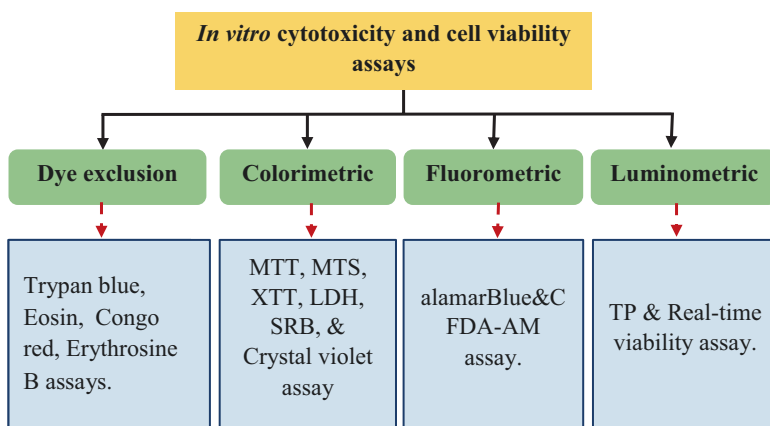 In vitro cytotoxicity and cell viability
assays
Dye exclusion
Colorimetric
Fluorometric
Luminometric
Trypan blue,
Eosin, Congo
red, Erythrosine
B assays.
MTT, MTS,
XTT, LDH,
SRB, &
Crystal violet
assay
alamarBlue&C
FDA-AM
assay.
TP & Real-time
viability assay.